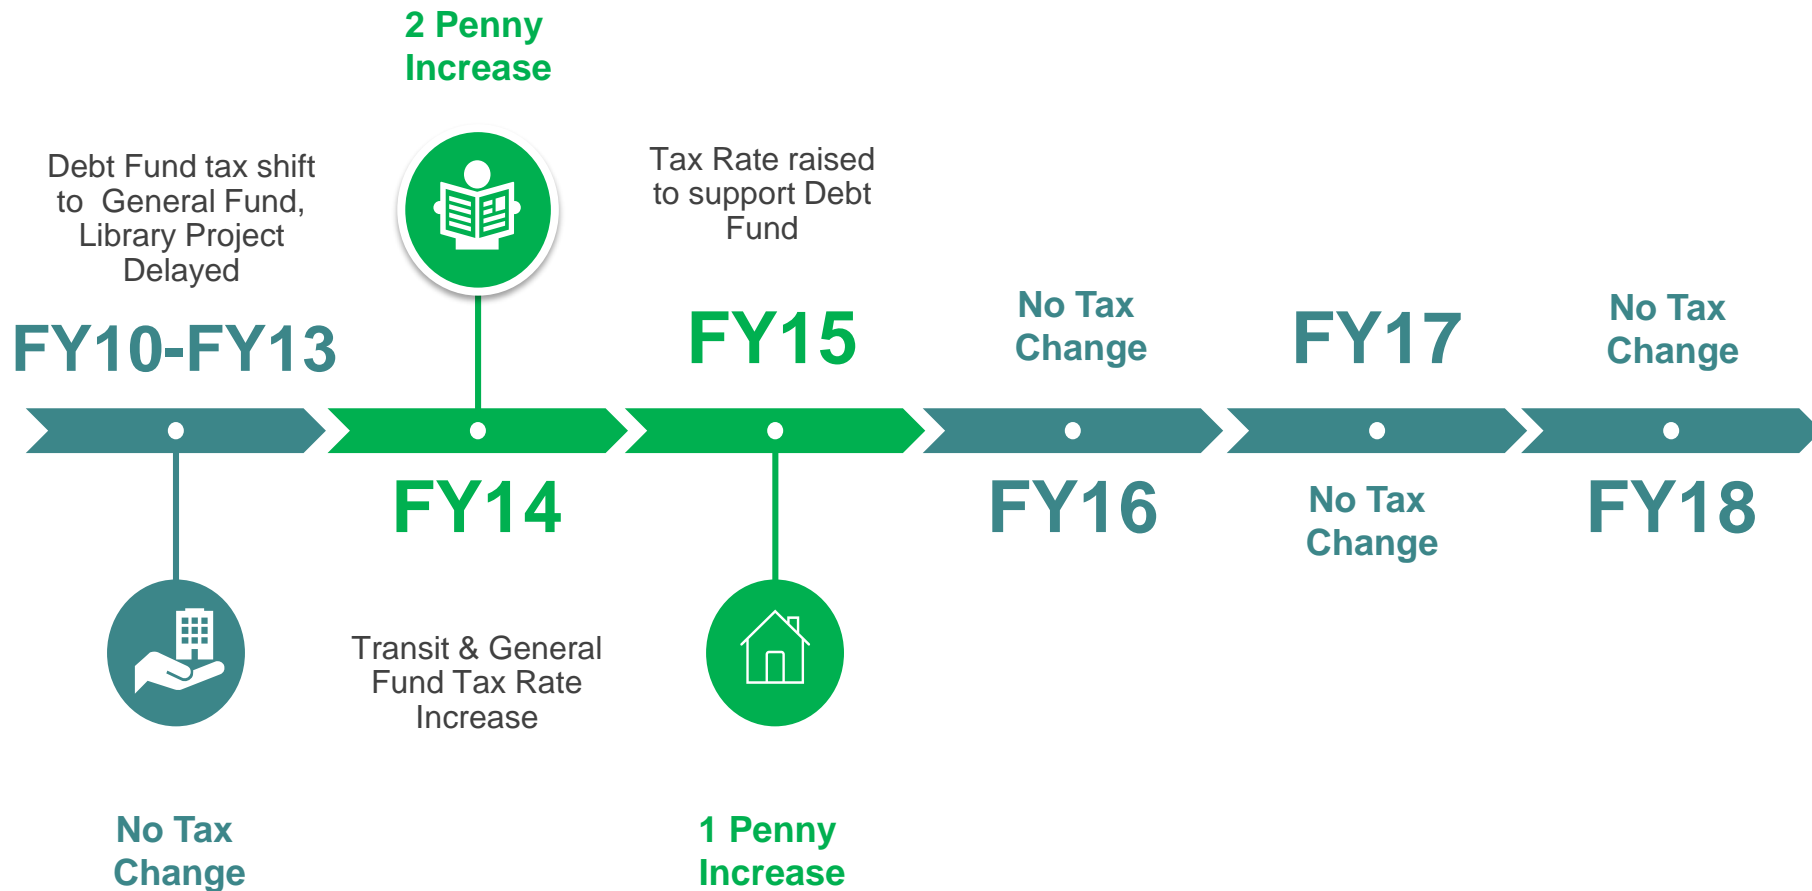 2 Penny
Increase
Debt Fund tax shift
to General Fund,
Library Project
Delayed
Tax Rate raised
to support Debt
Fund
FY10-FY13
FY15
No Tax
Change
FY17
No Tax
Change
FY14
FY16
No Tax
Change
FY18
Transit & General
Fund Tax Rate
Increase
No Tax
Change
1 Penny
Increase